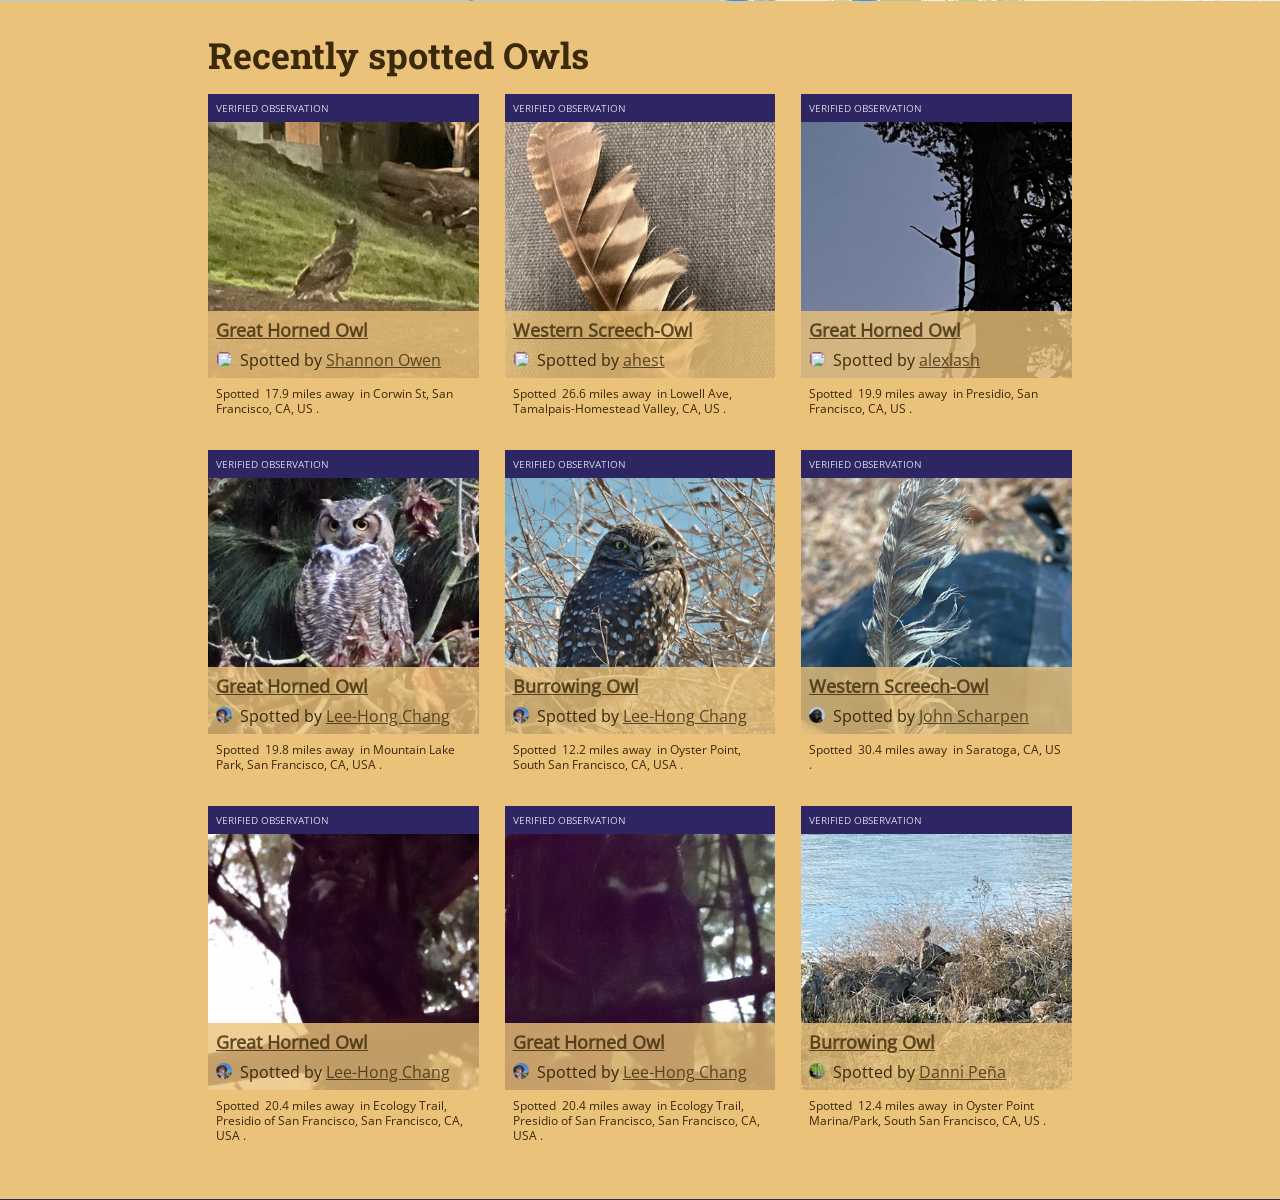 Recently spotted Owls
VERIFIED OBSERVATION
Great Horned Owl
Spotted by Shannon Owen
Spotted 17.9 miles away in Corwin St, San
Francisco, CA, US .
VERIFIED OBSERVATION
Western Screech-Owl
Spotted by ahest
Spotted 26.6 miles away in Lowell Ave,
Tamalpais-Homestead Valley, CA, US .
VERIFIED OBSERVATION
Great Horned Owl
Spotted by alexlash
Spotted 19.9 miles away in Presidio, San
Francisco, CA, US .
VERIFIED OBSERVATION
Great Horned Owl
Spotted by Lee-Hong Chang
Spotted 19.8 miles away in Mountain Lake
Park, San Francisco, CA, USA .
VERIFIED OBSERVATION
Burrowing Owl
Spotted by Lee-Hong Chang
Spotted 12.2 miles away in Oyster Point,
South San Francisco, CA, USA .
VERIFIED OBSERVATION
Western Screech-Owl
Spotted by John Scharpen
Spotted 30.4 miles away in Saratoga, CA, US
.
VERIFIED OBSERVATION
Great Horned Owl
Spotted by Lee-Hong Chang
Spotted 20.4 miles away in Ecology Trail,
Presidio of San Francisco, San Francisco, CA,
USA .
VERIFIED OBSERVATION
Great Horned Owl
Spotted by Lee-Hong Chang
Spotted 20.4 miles away in Ecology Trail,
Presidio of San Francisco, San Francisco, CA,
USA .
VERIFIED OBSERVATION
Burrowing Owl
Spotted by Danni Peña
Spotted 12.4 miles away in Oyster Point
Marina/Park, South San Francisco, CA, US .